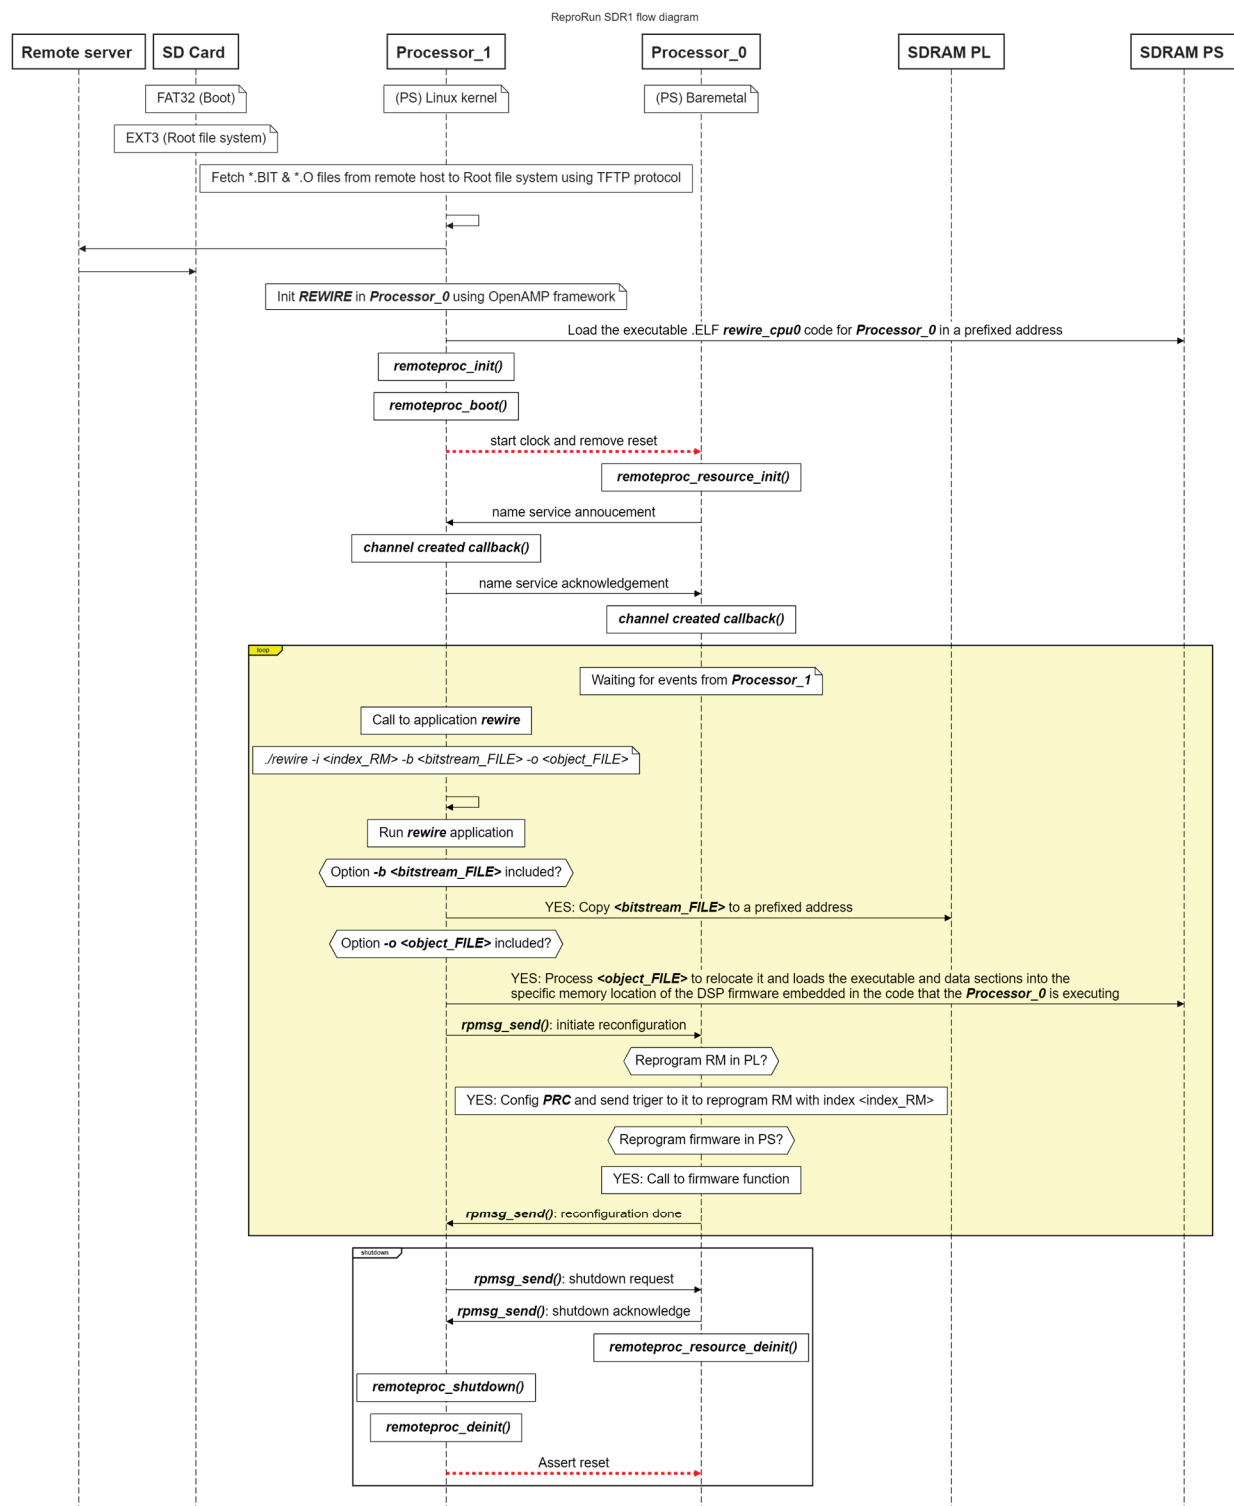 ReproRun SDR1 flow diagram
Remote server
SD Card
Processor_1
Processor_0
SDRAM PL
SDRAM PS
FAT32 (Boot)
(PS) Linux kernel
(PS) Baremetal
EXT3 (Root file system)
Fetch *.BIT & *.O files from remote host to Root file system using TFTP protocol
Init REWIRE in Processor_0 using OpenAMP framework
Load the executable .ELF rewire_cpu0 code for Processor_0 in a prefixed address
remoteproc_init()
remoteproc_boot()
start clock and remove reset
remoteproc_resource_init()
name service annoucement
channel created callback()
name service acknowledgement
channel created callback()
loop
Waiting for events from Processor_1
Call to application rewire
./rewire -i <index_RM> -b <bitstream_FILE> -o <object_FILE>
Run rewire application
Option -b <bitstream_FILE> included?
YES: Copy <bitstream_FILE> to a prefixed address
Option -o <object_FILE> included?
YES: Process <object_FILE> to relocate it and loads the executable and data sections into the
specific memory location of the DSP firmware embedded in the code that the Processor_0 is executing
rpmsg_send(): initiate reconfiguration
Reprogram RM in PL?
YES: Config PRC and send triger to it to reprogram RM with index <index_RM>
Reprogram firmware in PS?
YES: Call to firmware function
rpmsg_send(): reconfiguration done
shutdown
rpmsg_send(): shutdown request
rpmsg_send(): shutdown acknowledge
remoteproc_resource_deinit()
remoteproc_shutdown()
remoteproc_deinit()
Assert reset